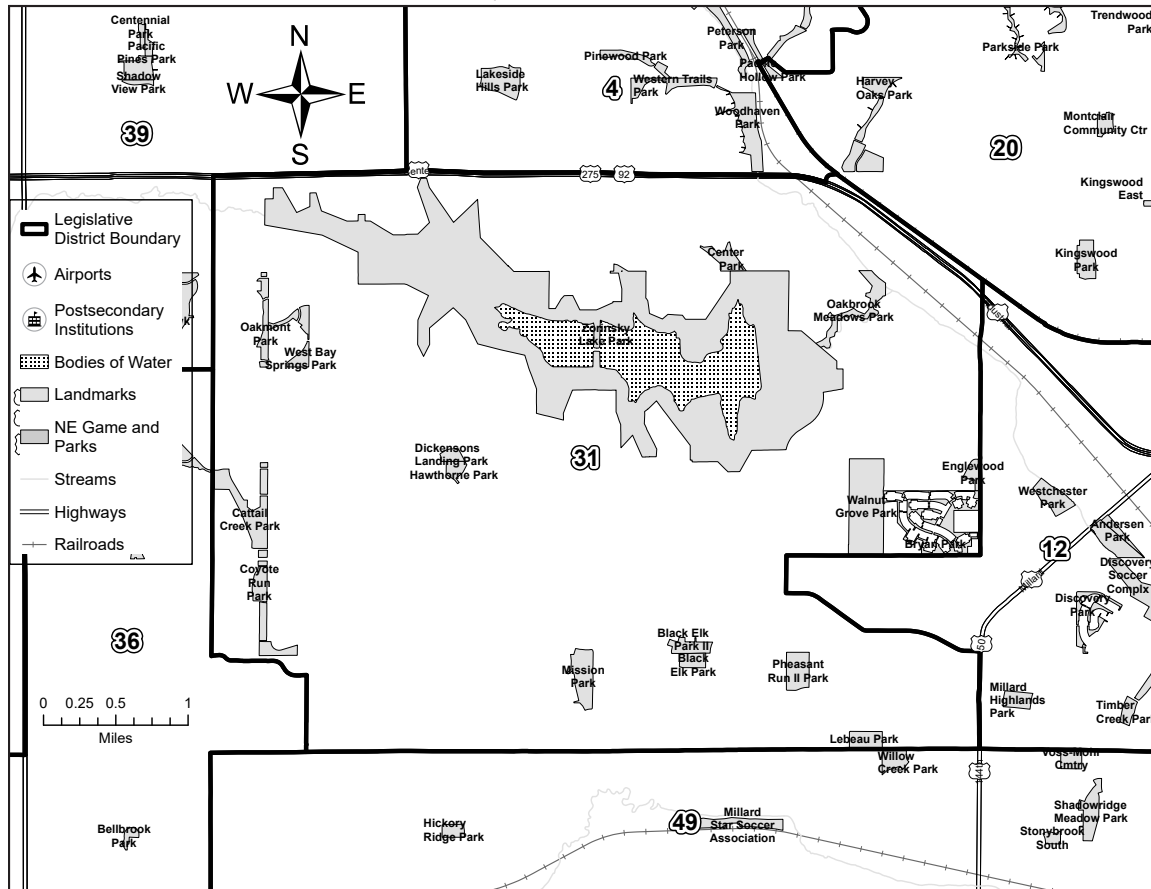 Centennial
Park
Pacific
Pines Park
Shadow
View Park
39
N
W
E
S
Lakeside
Hills Park
Pinewood Park
4
Western Trails
Park
Peterson
Park
Hollow Park
Woodhaven
Park
Harvey
Oaks Park
20
Parkside Park
Trendwood
Park
Montclair
Community Ctr
Kingswood
East
Kingswood
Park
275
92
Legislative
District Boundary
Airports
Postsecondary
Institutions
Bodies of Water
Landmarks
NE Game and
Parks
Streams
Highways
Railroads
Oakmont
Park
West Bay
Springs Park
Center
Park
Zorinsky
Lake Park
Oakbrook
Meadows Park
Dickensons
Landing Park
Hawthorne Park
31
Cattail
Creek Park
Coyote
Run
Park
Walnut
Grove Park
Englewood
Park
Bryan Park
Westchester
Park
Andersen
Park
12
Discovery
Soccer
Complx
Millard
Discovery
Park
50
36
0 0.25 0.5 1
Miles
Mission
Park
Black Elk
Park II
Black
Elk Park
Pheasant
Run II Park
Millard
Highlands
Park
Timber
Creek Park
Lebeau Park
Willow
Creek Park
144th
Voss-Mohr
Cmtry
Bellbrook
Park
Hickory
Ridge Park
49
Millard
Star Soccer
Association
Shadowridge
Meadow Park
Stonybrook
South